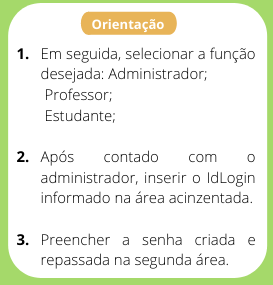 Orientação
1. Em seguida, selecionar a função
desejada: Administrador;
Professor;
Estudante;
2. Após contado com o
administrador, inserir o IdLogin
informado na área acinzentada.
3. Preencher a senha criada e
repassada na segunda área.